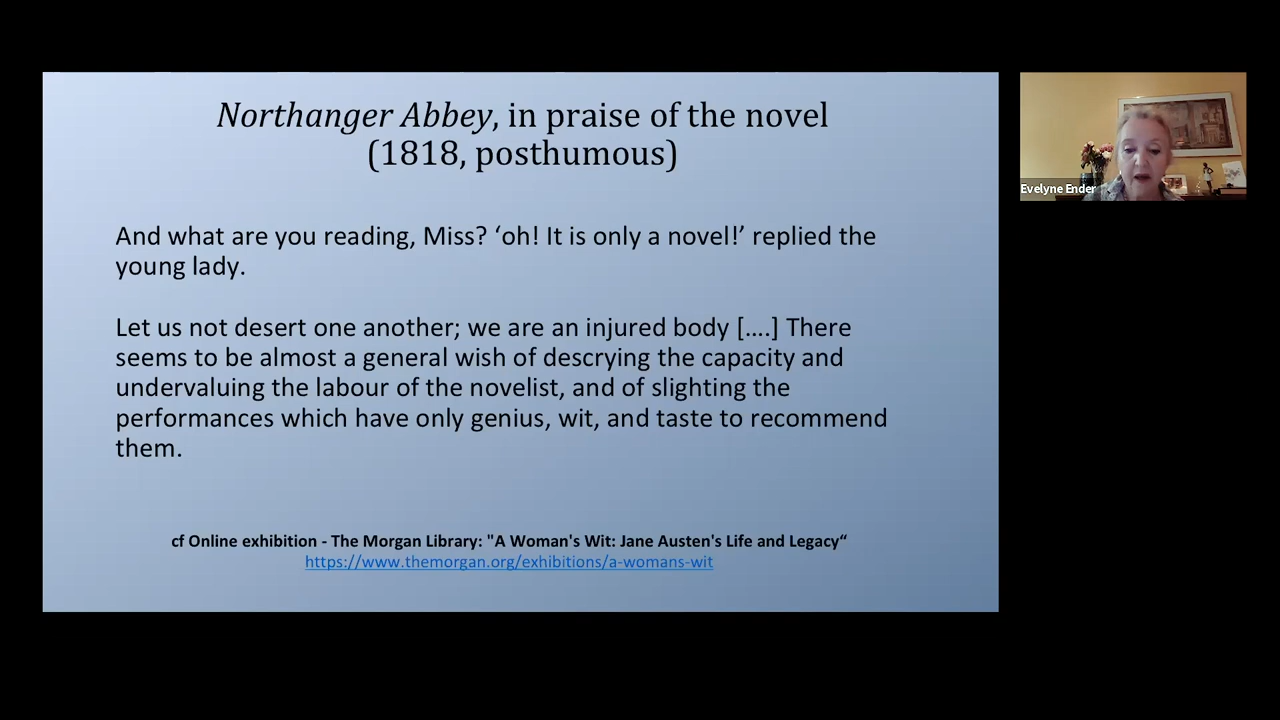 Northanger Abbey, in praise of the novel
(1818, posthumous)
And what are you reading, Miss? ‘oh! It is only a novel!’ replied the
young lady.
Let us not desert one another; we are an injured body [....] There
seems to be almost a general wish of descrying the capacity and
undervaluing the labour of the novelist, and of slighting the
performances which have only genius, wit, and taste to recommend
them.
cf Online exhibition - The Morgan Library: "A Woman's Wit: Jane Austen's Life and Legacy“
https://www.themorgan.org/exhibitions/a-womans-wit
Evelyne Ender